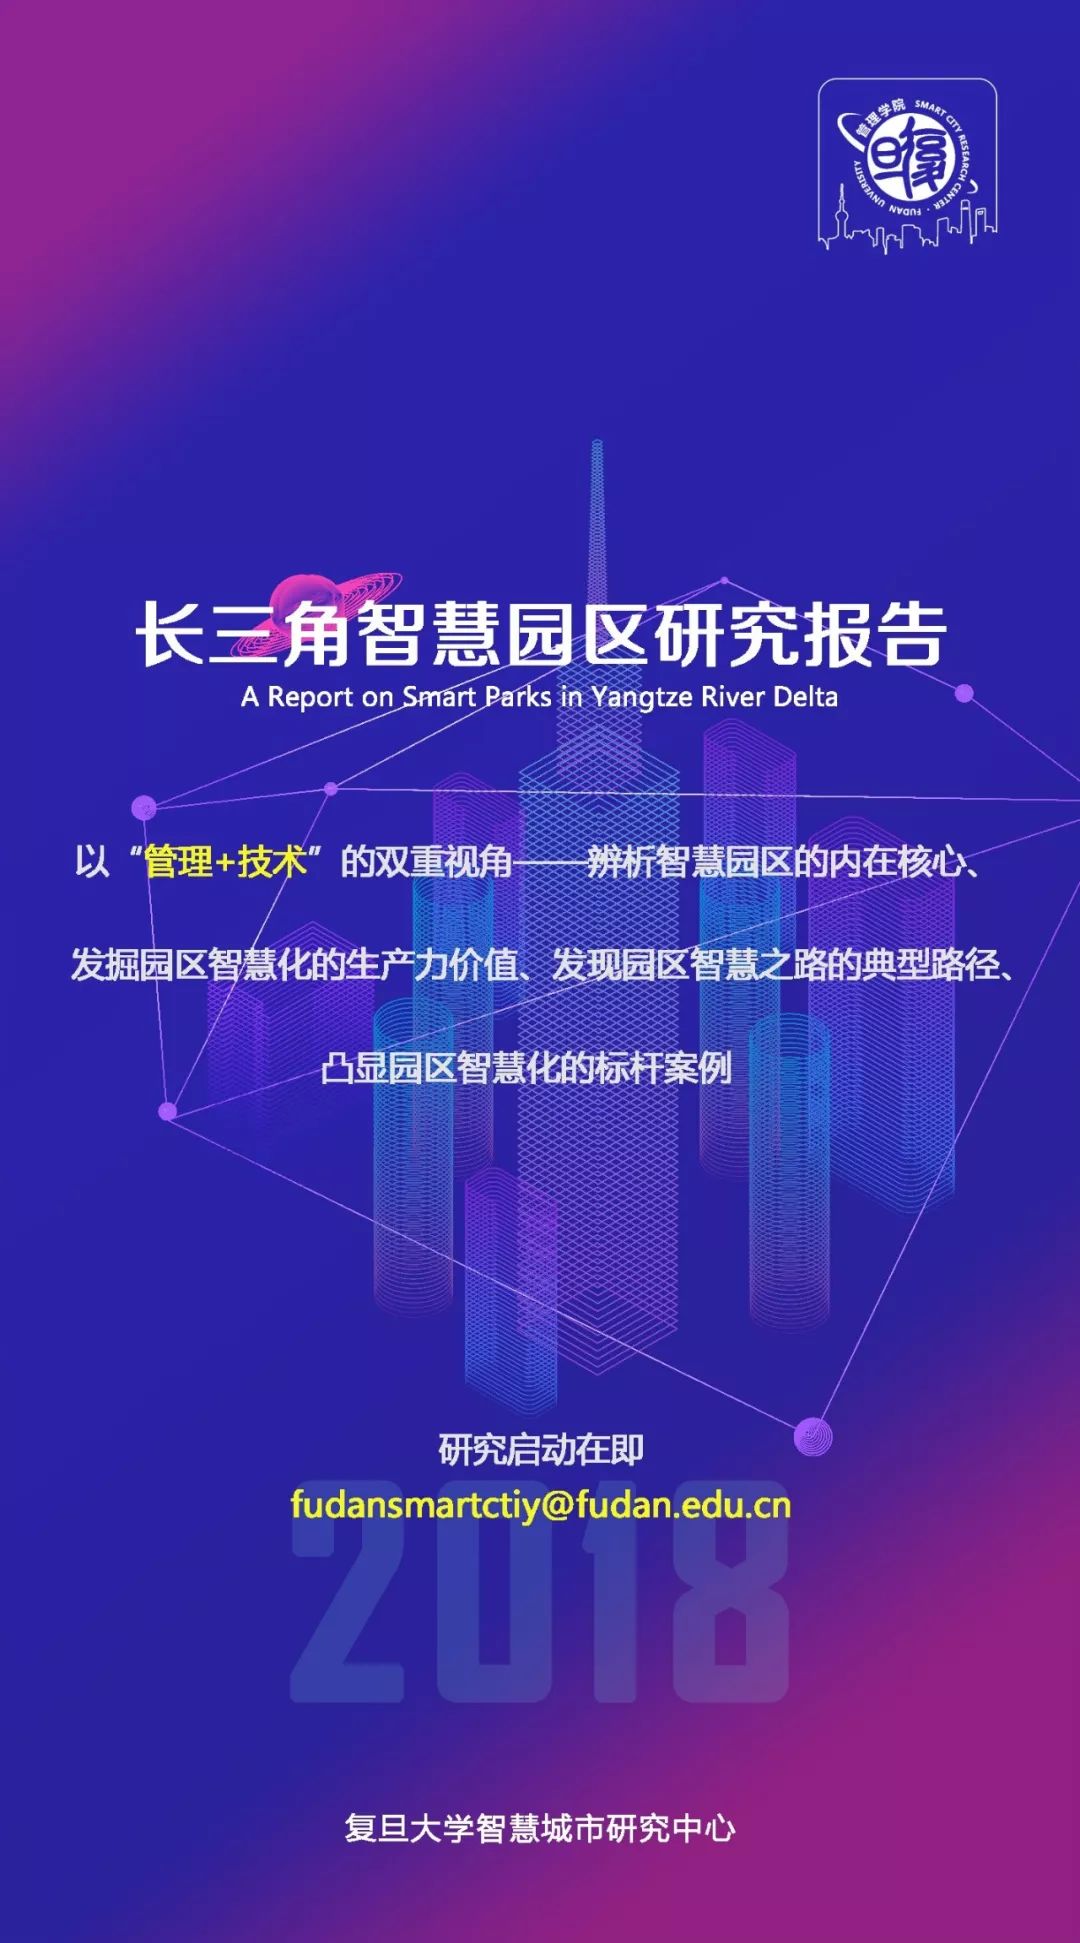 管理学院 SMART CITY RESEARCH CENTER · FUDAN UNVERISITY
复旦
长三角智慧园区研究报告
A Report on Smart Parks in Yangtze River Delta
以“管理+技术”的双重视角——辨析智慧园区的内在核心、
发掘园区智慧化的生产力价值、发现园区智慧之路的典型路径、
凸显园区智慧化的标杆案例
研究启动在即
fudansmartctiy@fudan.edu.cn
2018
复旦大学智慧城市研究中心